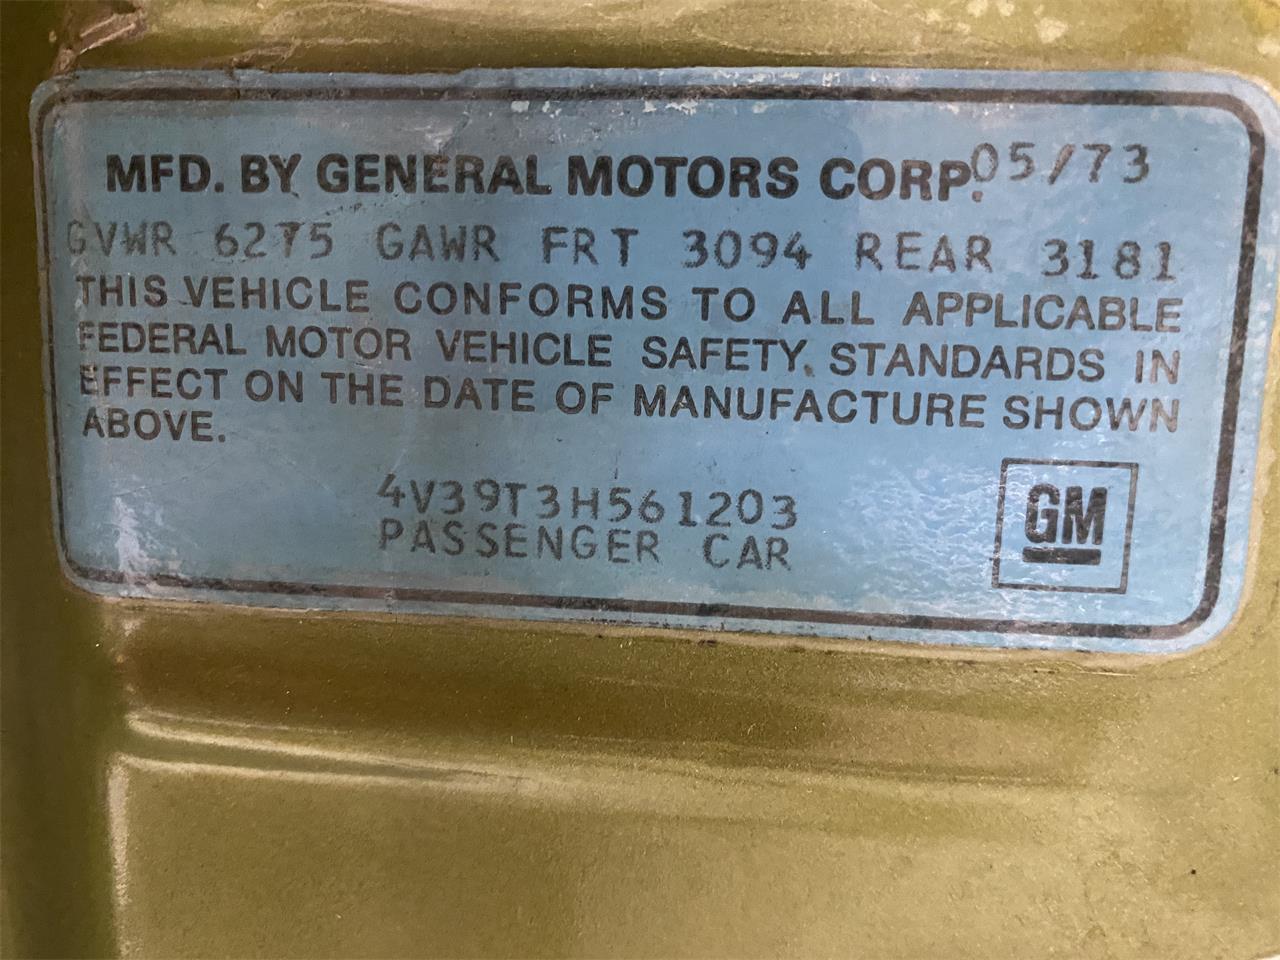 MFD. BY GENERAL MOTORS CORP. 05/73
GVWR 6275 GAWR FRT 3094 REAR 3181
THIS VEHICLE CONFORMS TO ALL APPLICABLE
FEDERAL MOTOR VEHICLE SAFETY STANDARDS IN
EFFECT ON THE DATE OF MANUFACTURE SHOWN
ABOVE.
4V39T3H561203
PASSENGER CAR
GM